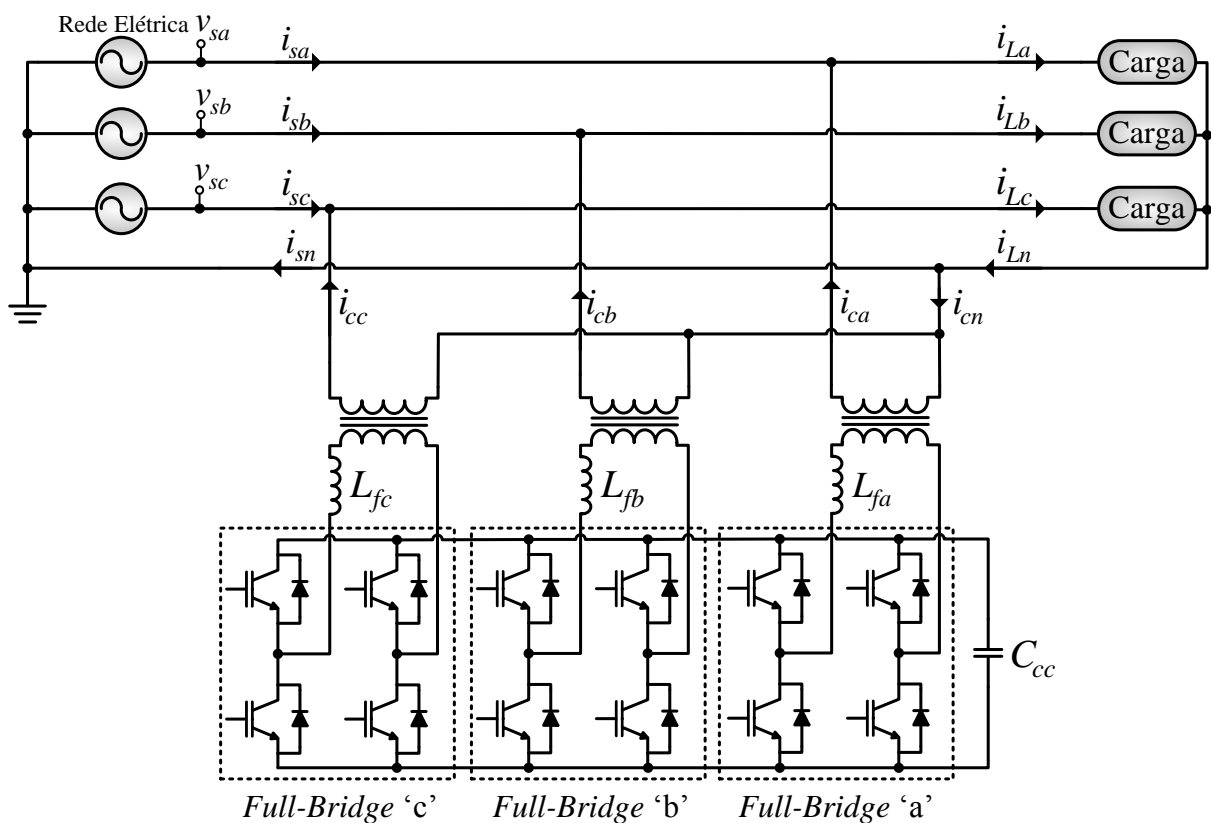 Rede Elétrica
v_sa
i_sa
i_La
Carga
v_sb
i_sb
i_Lb
Carga
v_sc
i_sc
i_Lc
Carga
i_sn
i_Ln
i_cc
i_cb
i_ca
i_cn
L_fc
L_fb
L_fa
C_cc
Full-Bridge ‘c’
Full-Bridge ‘b’
Full-Bridge ‘a’